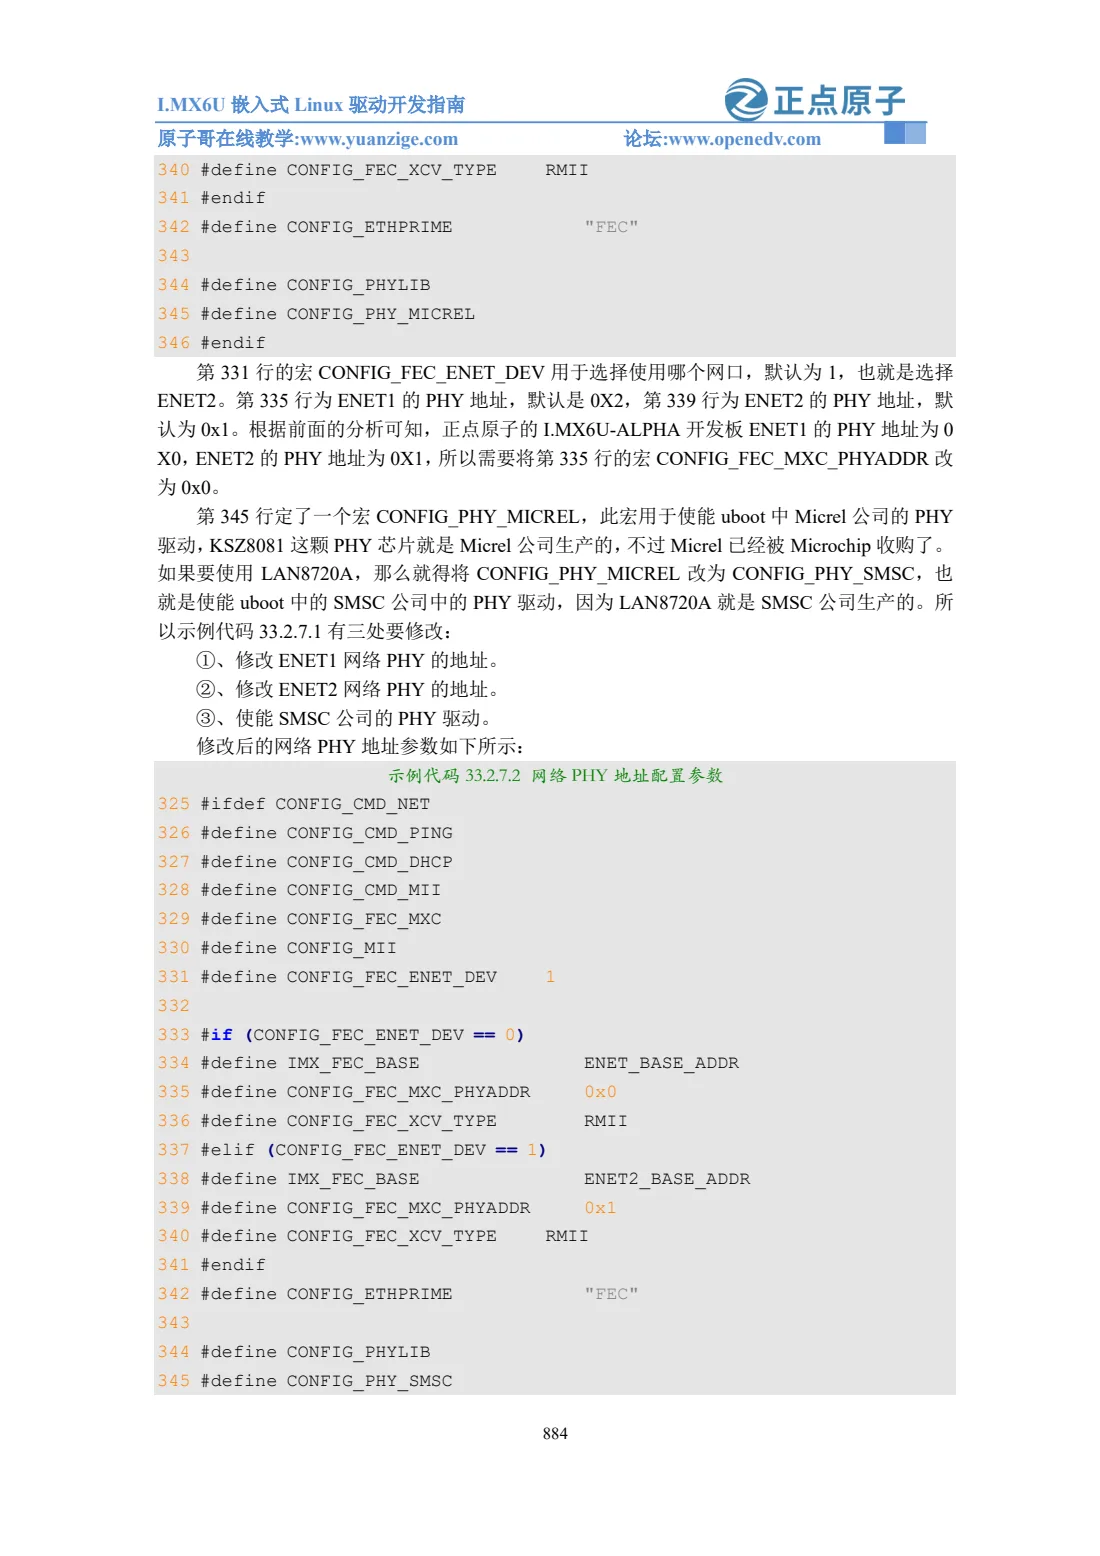 I.MX6U 嵌入式 Linux 驱动开发指南
正点原子
原子哥在线教学:www.yuanzige.com 论坛:www.openedv.com
340 #define CONFIG_FEC_XCV_TYPE RMII
341 #endif
342 #define CONFIG_ETHPRIME "FEC"
343
344 #define CONFIG_PHYLIB
345 #define CONFIG_PHY_MICREL
346 #endif
第 331 行的宏 CONFIG_FEC_ENET_DEV 用于选择使用哪个网口，默认为 1，也就是选择
ENET2。第 335 行为 ENET1 的 PHY 地址，默认是 0X2，第 339 行为 ENET2 的 PHY 地址，默
认为 0x1。根据前面的分析可知，正点原子的 I.MX6U-ALPHA 开发板 ENET1 的 PHY 地址为 0
X0，ENET2 的 PHY 地址为 0X1，所以需要将第 335 行的宏 CONFIG_FEC_MXC_PHYADDR 改
为 0x0。
第 345 行定了一个宏 CONFIG_PHY_MICREL，此宏用于使能 uboot 中 Micrel 公司的 PHY
驱动，KSZ8081 这颗 PHY 芯片就是 Micrel 公司生产的，不过 Micrel 已经被 Microchip 收购了。
如果要使用 LAN8720A，那么就得将 CONFIG_PHY_MICREL 改为 CONFIG_PHY_SMSC，也
就是使能 uboot 中的 SMSC 公司中的 PHY 驱动，因为 LAN8720A 就是 SMSC 公司生产的。所
以示例代码 33.2.7.1 有三处要修改：
①、修改 ENET1 网络 PHY 的地址。
②、修改 ENET2 网络 PHY 的地址。
③、使能 SMSC 公司的 PHY 驱动。
修改后的网络 PHY 地址参数如下所示：
示例代码 33.2.7.2 网络 PHY 地址配置参数
325 #ifdef CONFIG_CMD_NET
326 #define CONFIG_CMD_PING
327 #define CONFIG_CMD_DHCP
328 #define CONFIG_CMD_MII
329 #define CONFIG_FEC_MXC
330 #define CONFIG_MII
331 #define CONFIG_FEC_ENET_DEV 1
332
333 #if (CONFIG_FEC_ENET_DEV == 0)
334 #define IMX_FEC_BASE ENET_BASE_ADDR
335 #define CONFIG_FEC_MXC_PHYADDR 0x0
336 #define CONFIG_FEC_XCV_TYPE RMII
337 #elif (CONFIG_FEC_ENET_DEV == 1)
338 #define IMX_FEC_BASE ENET2_BASE_ADDR
339 #define CONFIG_FEC_MXC_PHYADDR 0x1
340 #define CONFIG_FEC_XCV_TYPE RMII
341 #endif
342 #define CONFIG_ETHPRIME "FEC"
343
344 #define CONFIG_PHYLIB
345 #define CONFIG_PHY_SMSC
884